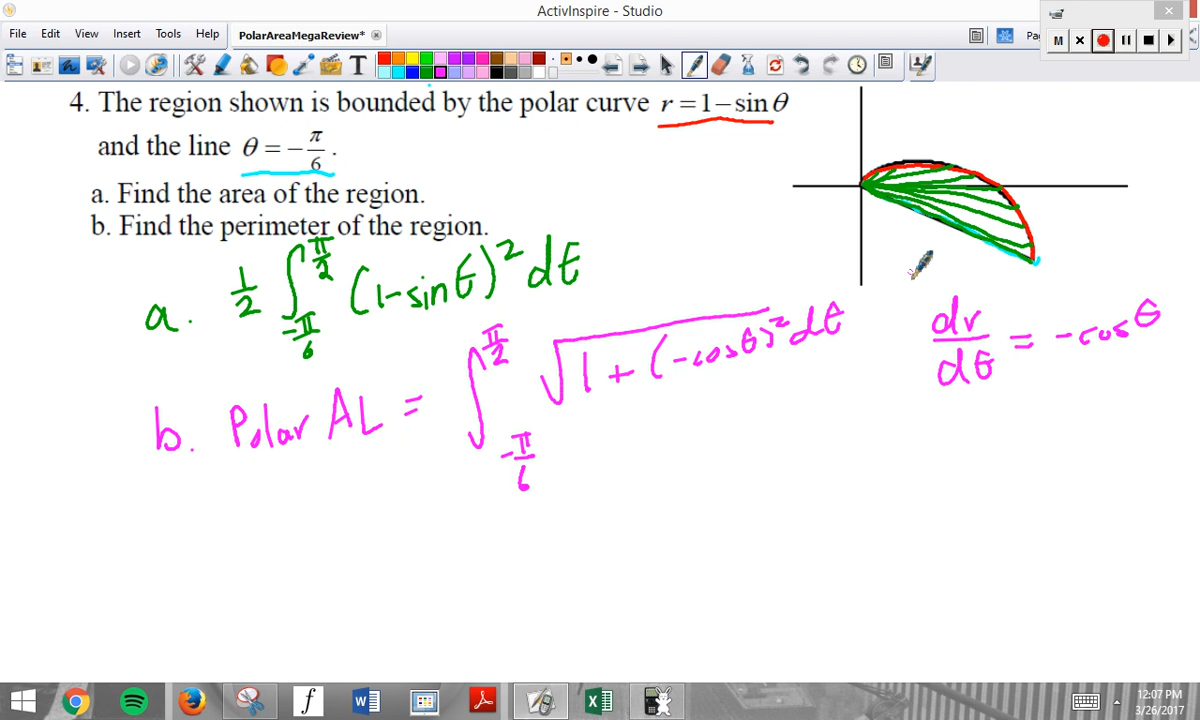 ActivInspire - Studio
File Edit View Insert Tools Help PolarAreaMegaReview*
M
T
4. The region shown is bounded by the polar curve r = 1 – sin θ
and the line θ = – π/6 .
a. Find the area of the region.
b. Find the perimeter of the region.
a. 1/2 ∫_{-π/6}^{π/2} (1-sinθ)² dθ
b. Polar AL = ∫_{-π/6}^{π/2} √(1 + (-cosθ)²) dθ
dr/dθ = -cosθ
12:07 PM
3/26/2017